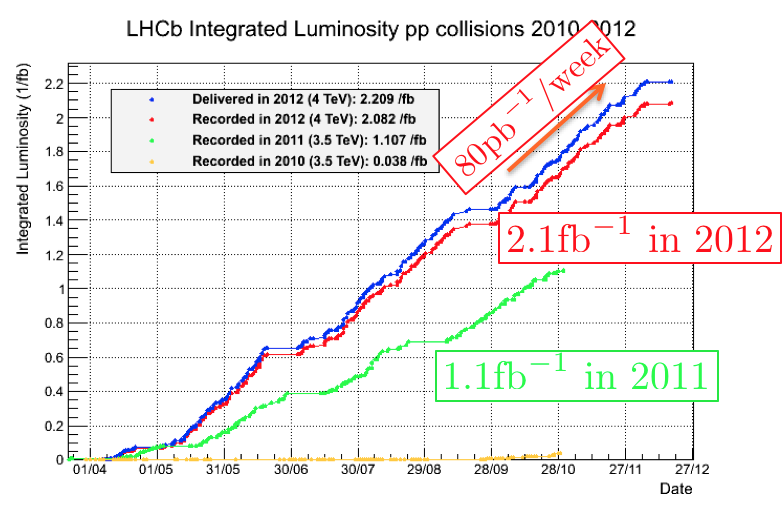 LHCb Integrated Luminosity pp collisions 2010-2012
Integrated Luminosity (1/fb)
2.2
2
1.8
1.6
1.4
1.2
1
0.8
0.6
0.4
0.2
0
Delivered in 2012 (4 TeV): 2.209 /fb
Recorded in 2012 (4 TeV): 2.082 /fb
Recorded in 2011 (3.5 TeV): 1.107 /fb
Recorded in 2010 (3.5 TeV): 0.038 /fb
80pb⁻¹/week
2.1fb⁻¹ in 2012
1.1fb⁻¹ in 2011
01/04 01/05 31/05 30/06 30/07 29/08 28/09 28/10 27/11 27/12
Date